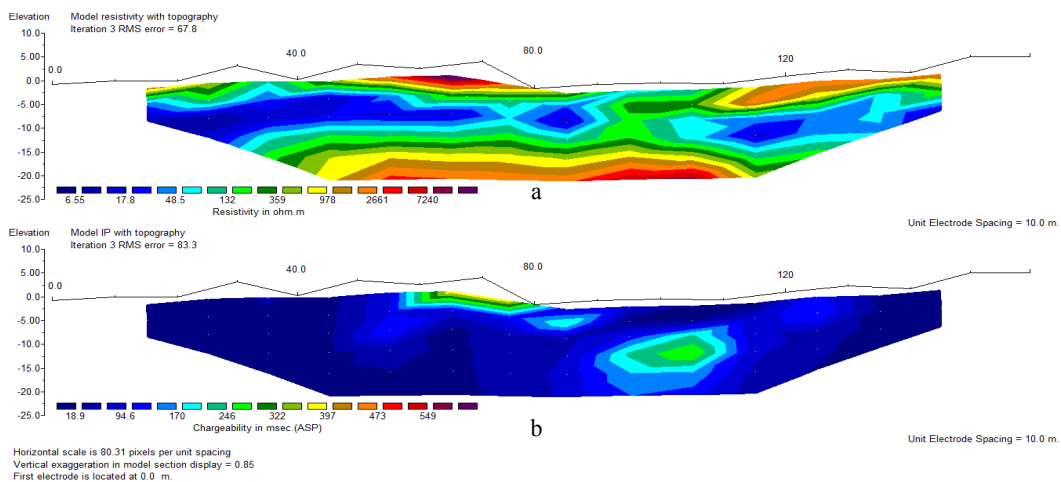 Elevation Model resistivity with topography
Iteration 3 RMS error = 67.8
10.0
5.00
0.0
-5.00
-10.0
-15.0
-20.0
-25.0
0.0 40.0 80.0 120
6.55 17.8 48.5 132 359 978 2661 7240
Resistivity in ohm.m
a
Unit Electrode Spacing = 10.0 m.
Elevation Model IP with topography
Iteration 3 RMS error = 83.3
10.0
5.00
0.0
-5.00
-10.0
-15.0
-20.0
-25.0
0.0 40.0 80.0 120
18.9 94.6 170 246 322 397 473 549
Chargeability in msec.(ASP)
b
Unit Electrode Spacing = 10.0 m.
Horizontal scale is 80.31 pixels per unit spacing
Vertical exaggeration in model section display = 0.85
First electrode is located at 0.0 m.